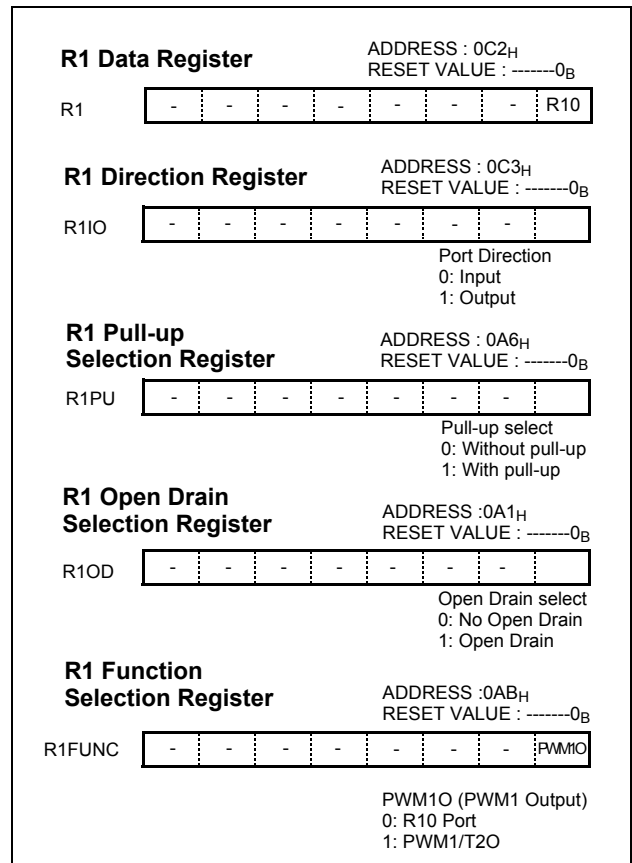 R1 Data Register
ADDRESS : 0C2H
RESET VALUE : -------0B
R1 - - - - - - - R10
R1 Direction Register
ADDRESS : 0C3H
RESET VALUE : -------0B
R1IO - - - - - - -
Port Direction
0: Input
1: Output
R1 Pull-up
Selection Register
ADDRESS : 0A6H
RESET VALUE : -------0B
R1PU - - - - - - -
Pull-up select
0: Without pull-up
1: With pull-up
R1 Open Drain
Selection Register
ADDRESS :0A1H
RESET VALUE : -------0B
R1OD - - - - - - -
Open Drain select
0: No Open Drain
1: Open Drain
R1 Function
Selection Register
ADDRESS :0ABH
RESET VALUE : -------0B
R1FUNC - - - - - - - PWM1O
PWM1O (PWM1 Output)
0: R10 Port
1: PWM1/T2O